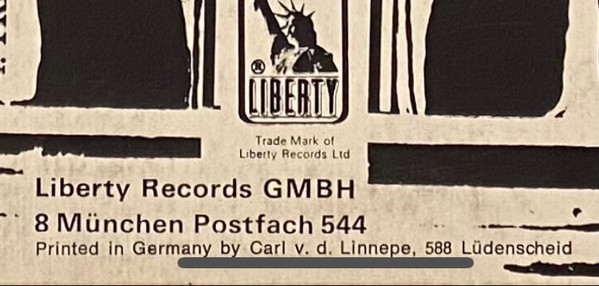 ®
LIBERTY
Trade Mark of
Liberty Records Ltd
Liberty Records GMBH
8 München Postfach 544
Printed in Germany by Carl v. d. Linnepe, 588 Lüdenscheid